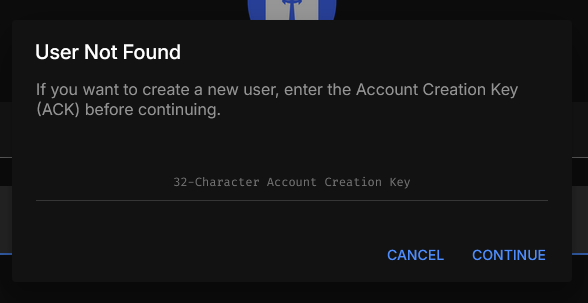 User Not Found
If you want to create a new user, enter the Account Creation Key
(ACK) before continuing.
32-Character Account Creation Key
CANCEL CONTINUE